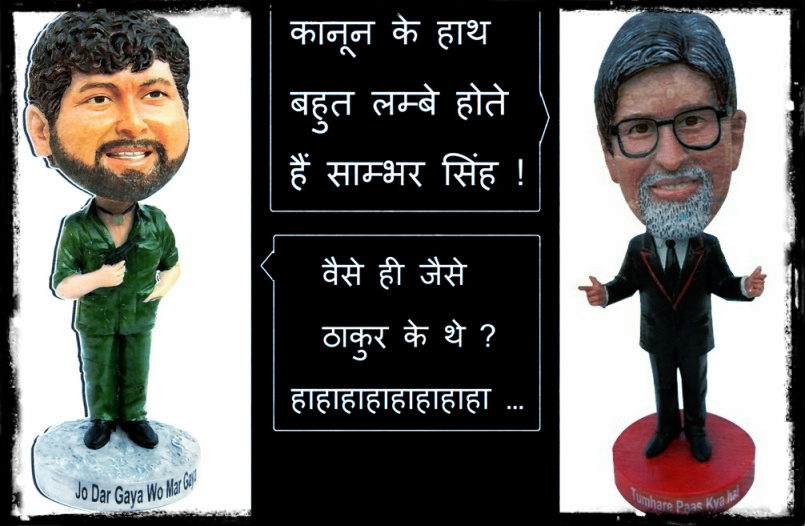 कानून के हाथ
बहुत लम्बे होते
हैं साम्भर सिंह !
वैसे ही जैसे
ठाकुर के थे ?
हाहाहाहाहाहाहाहा ...
Jo Dar Gaya Wo Mar Gaya
Tumhare Paas Kya hai